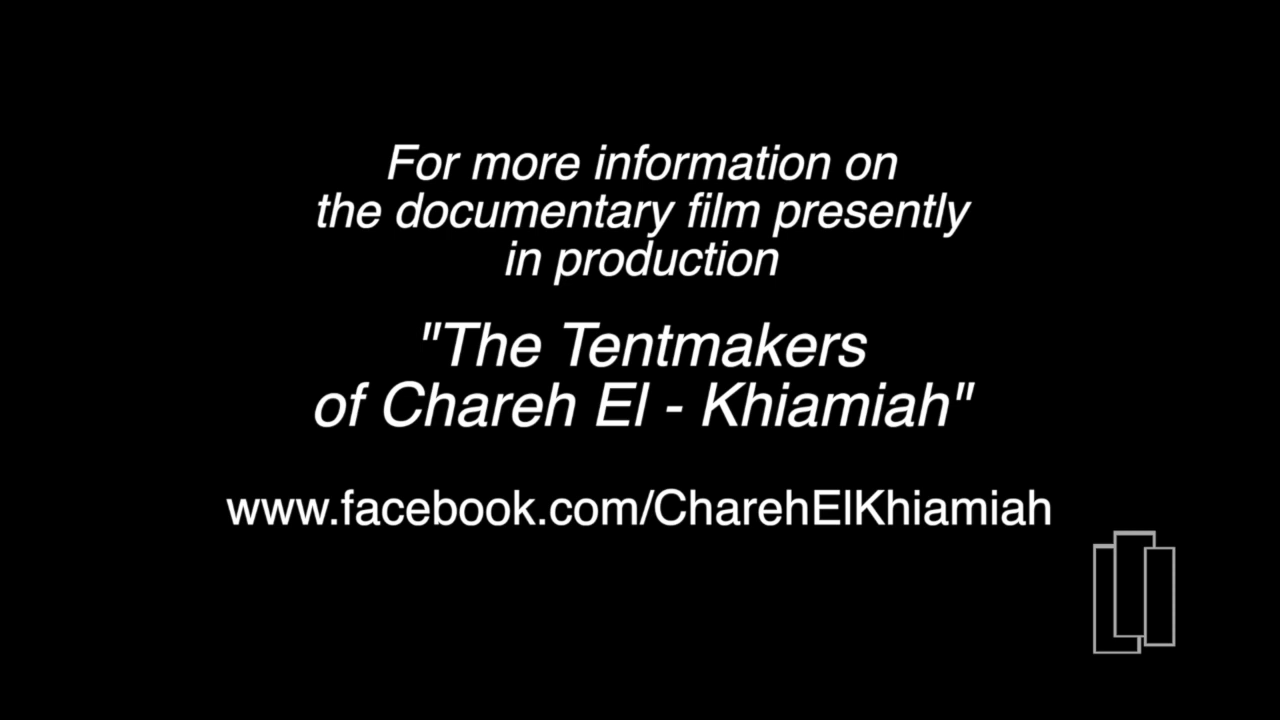 For more information on
the documentary film presently
in production
"The Tentmakers
of Chareh El - Khiamiah"
www.facebook.com/CharehElKhiamiah